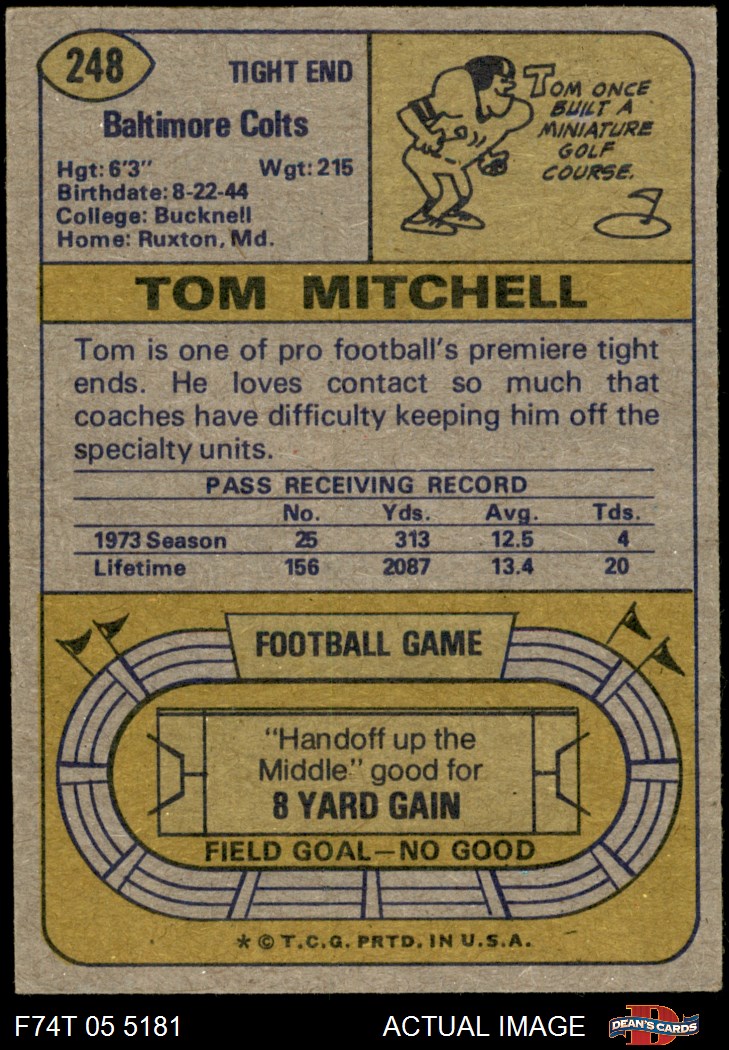 248
TIGHT END
Baltimore Colts
Hgt: 6'3" Wgt: 215
Birthdate: 8-22-44
College: Bucknell
Home: Ruxton, Md.
TOM ONCE
BUILT A
MINIATURE
GOLF
COURSE.
TOM MITCHELL
Tom is one of pro football's premiere tight
ends. He loves contact so much that
coaches have difficulty keeping him off the
specialty units.
PASS RECEIVING RECORD
No. Yds. Avg. Tds.
1973 Season 25 313 12.5 4
Lifetime 156 2087 13.4 20
FOOTBALL GAME
"Handoff up the
Middle" good for
8 YARD GAIN
FIELD GOAL—NO GOOD
* © T.C.G. PRTD. IN U.S.A.
F74T 05 5181 ACTUAL IMAGE D DEAN'S CARDS